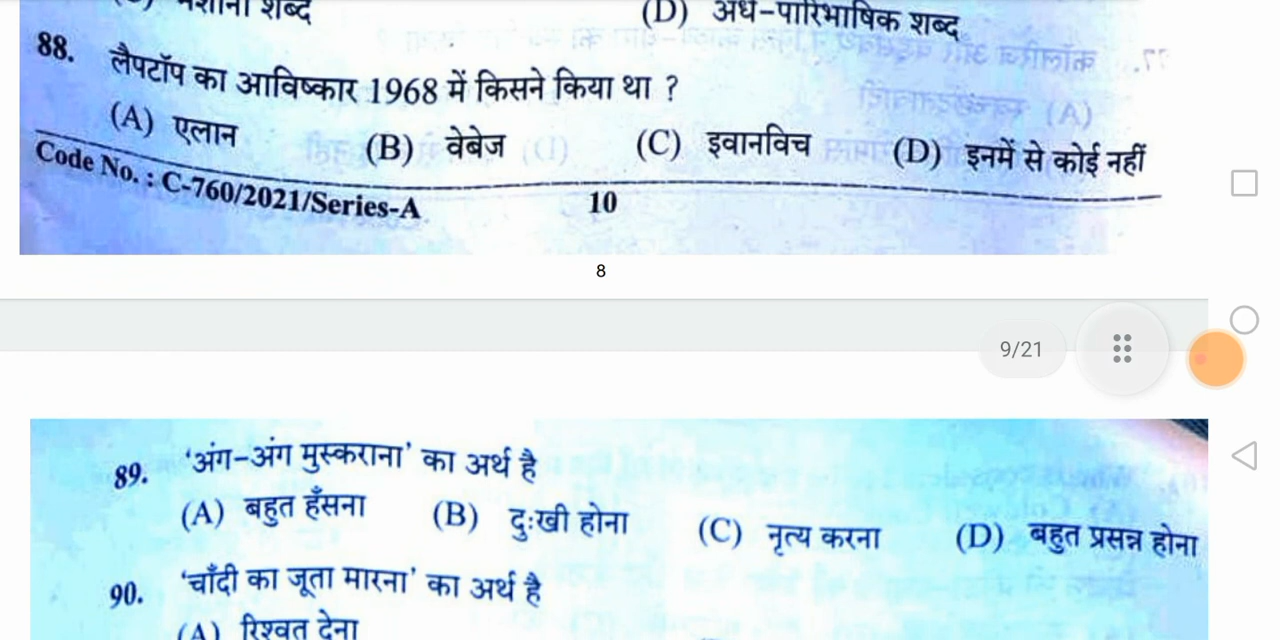 शब्द
(D) अर्ध-पारिभाषिक शब्द
88. लैपटॉप का आविष्कार 1968 में किसने किया था ?
(A) एलान (B) वेबेज (C) इवानविच (D) इनमें से कोई नहीं
Code No. : C-760/2021/Series-A 10
8
9/21
89. 'अंग-अंग मुस्कराना' का अर्थ है
(A) बहुत हँसना (B) दुःखी होना (C) नृत्य करना (D) बहुत प्रसन्न होना
90. 'चाँदी का जूता मारना' का अर्थ है
(A) रिश्वत देना